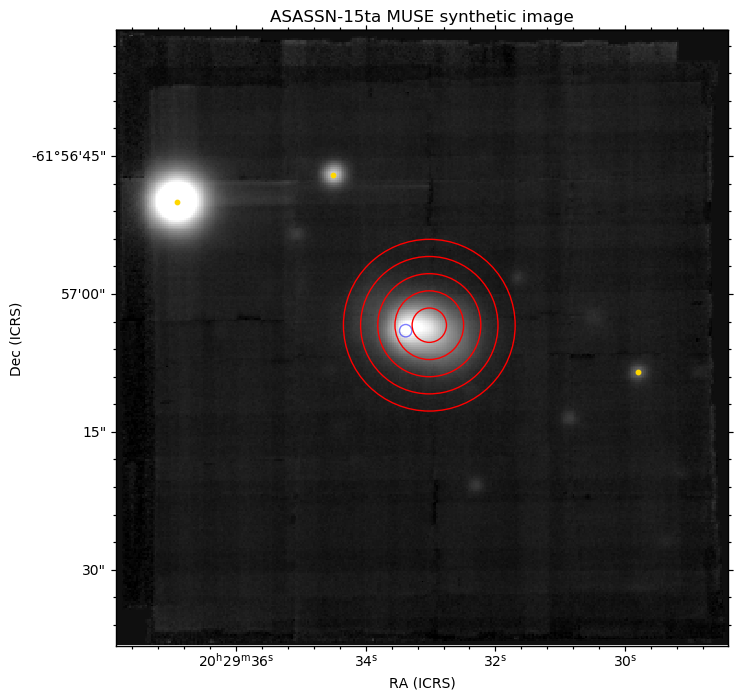 ASASSN-15ta MUSE synthetic image
-61°56'45"
57'00"
15"
30"
Dec (ICRS)
20ʰ29ᵐ36ˢ
34ˢ
32ˢ
30ˢ
RA (ICRS)